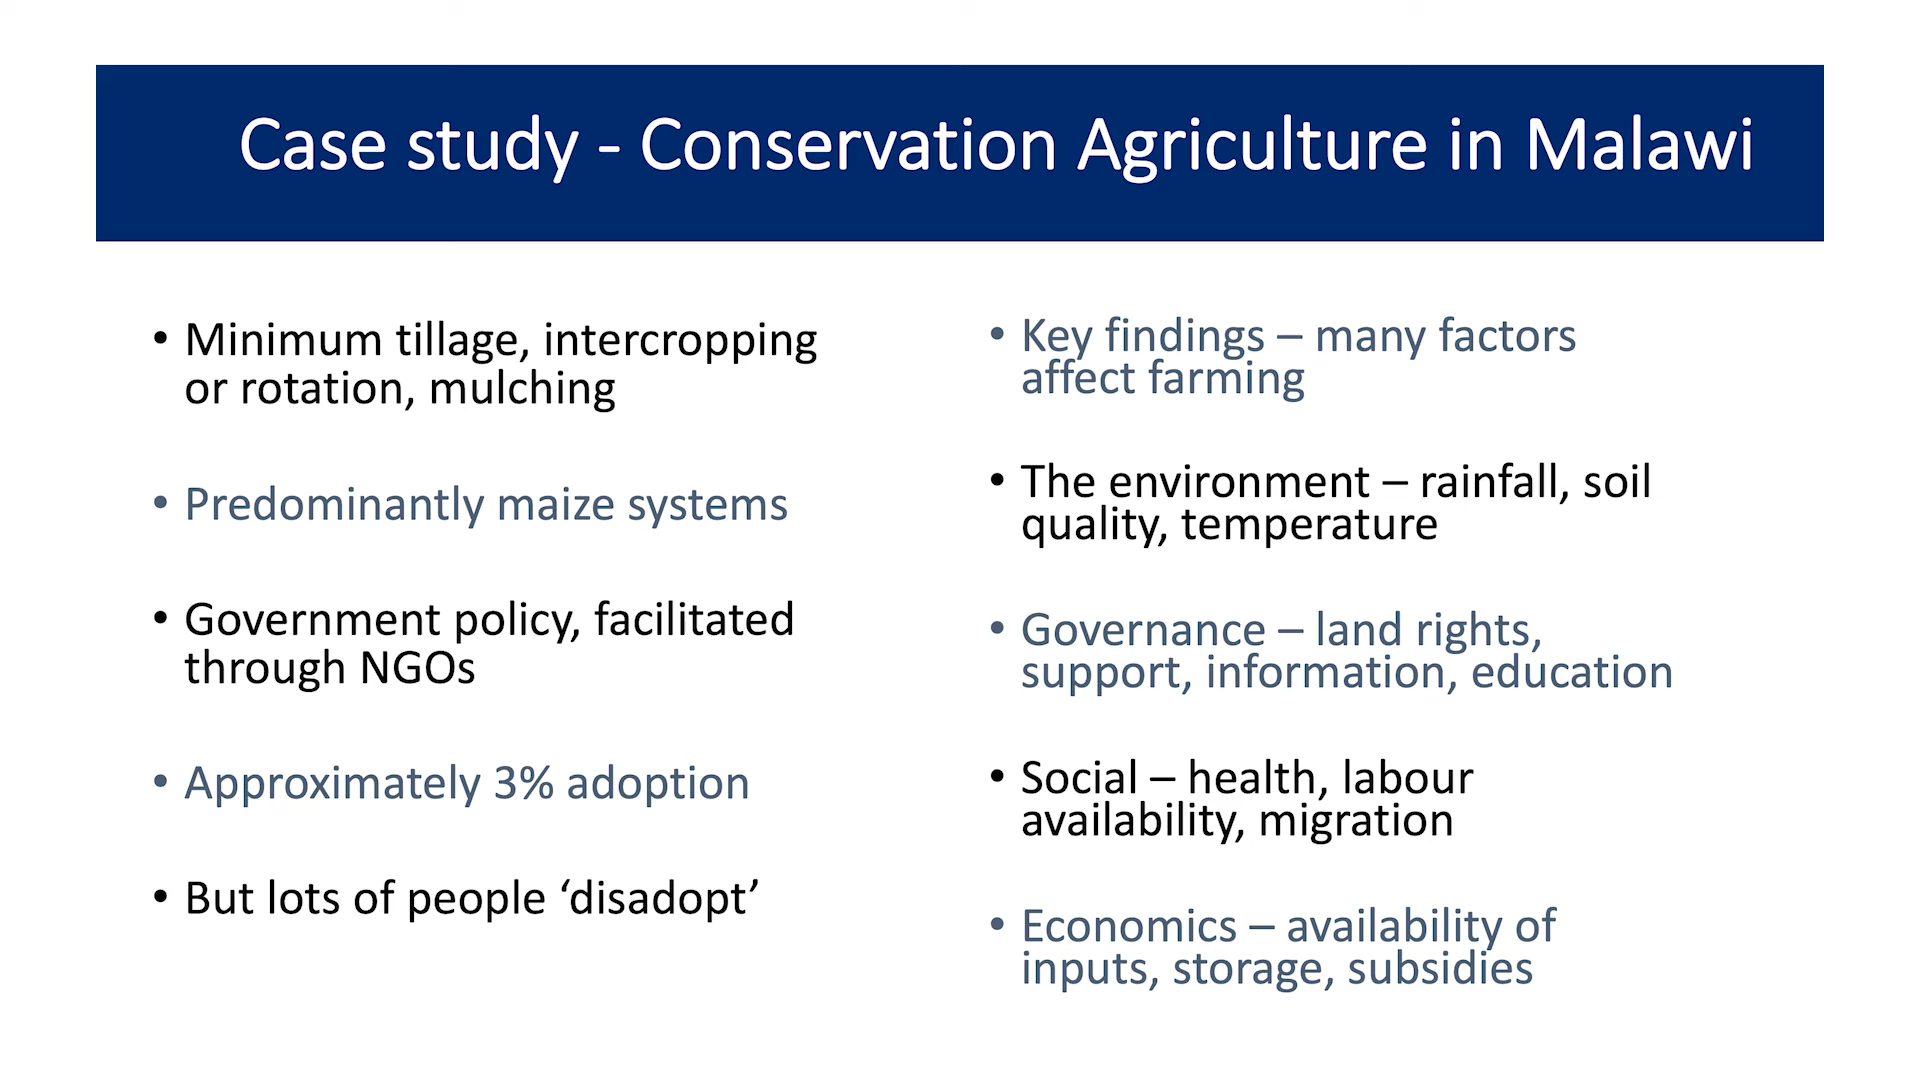 Case study - Conservation Agriculture in Malawi
• Minimum tillage, intercropping
or rotation, mulching
• Predominantly maize systems
• Government policy, facilitated
through NGOs
• Approximately 3% adoption
• But lots of people ‘disadopt’
• Key findings – many factors
affect farming
• The environment – rainfall, soil
quality, temperature
• Governance – land rights,
support, information, education
• Social – health, labour
availability, migration
• Economics – availability of
inputs, storage, subsidies